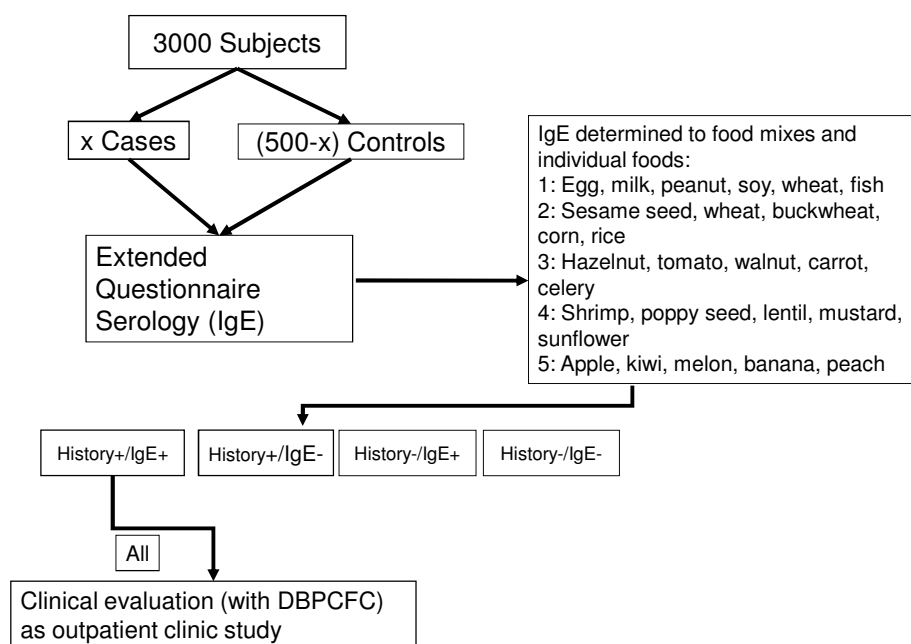 3000 Subjects
x Cases
(500-x) Controls
Extended
Questionnaire
Serology (IgE)
IgE determined to food mixes and
individual foods:
1: Egg, milk, peanut, soy, wheat, fish
2: Sesame seed, wheat, buckwheat,
corn, rice
3: Hazelnut, tomato, walnut, carrot,
celery
4: Shrimp, poppy seed, lentil, mustard,
sunflower
5: Apple, kiwi, melon, banana, peach
History+/IgE+
History+/IgE-
History-/IgE+
History-/IgE-
All
Clinical evaluation (with DBPCFC)
as outpatient clinic study